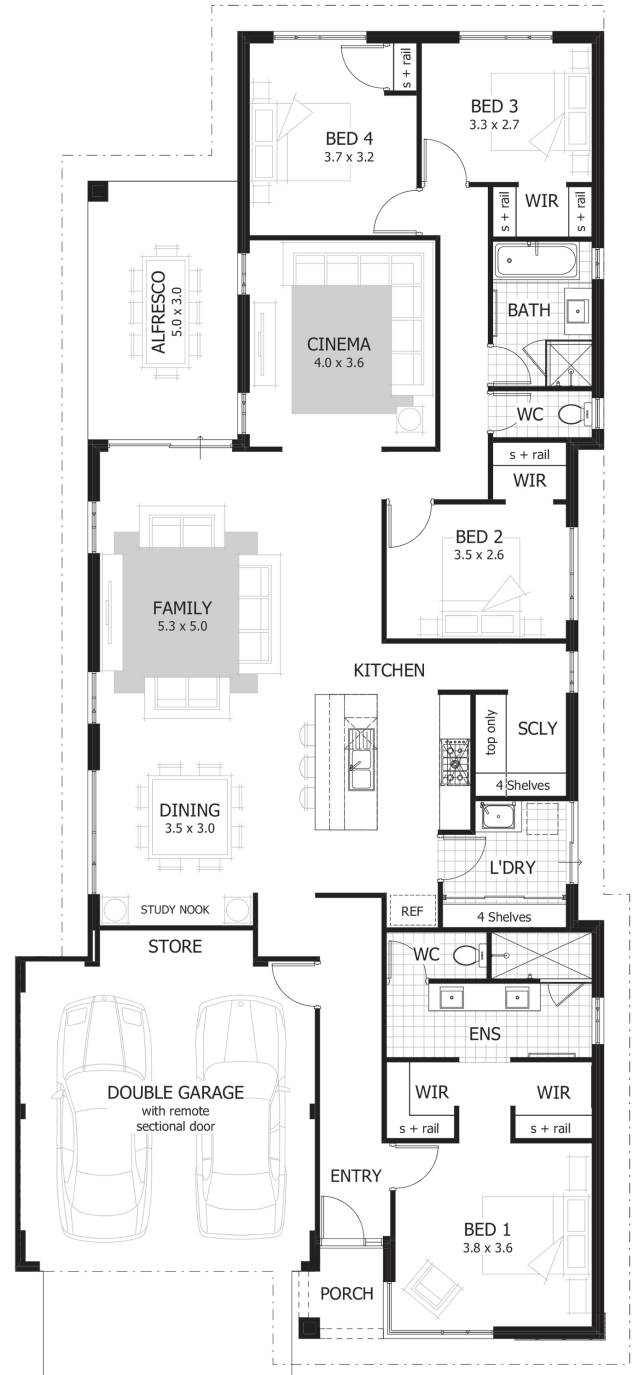 s + rail
BED 3
3.3 x 2.7
BED 4
3.7 x 3.2
s + rail
WIR
s + rail
ALFRESCO
5.0 x 3.0
BATH
CINEMA
4.0 x 3.6
WC
s + rail
WIR
BED 2
3.5 x 2.6
FAMILY
5.3 x 5.0
KITCHEN
top only
SCLY
4 Shelves
DINING
3.5 x 3.0
L'DRY
STUDY NOOK
REF
4 Shelves
STORE
WC
ENS
DOUBLE GARAGE
with remote
sectional door
WIR
WIR
s + rail
s + rail
ENTRY
BED 1
3.8 x 3.6
PORCH